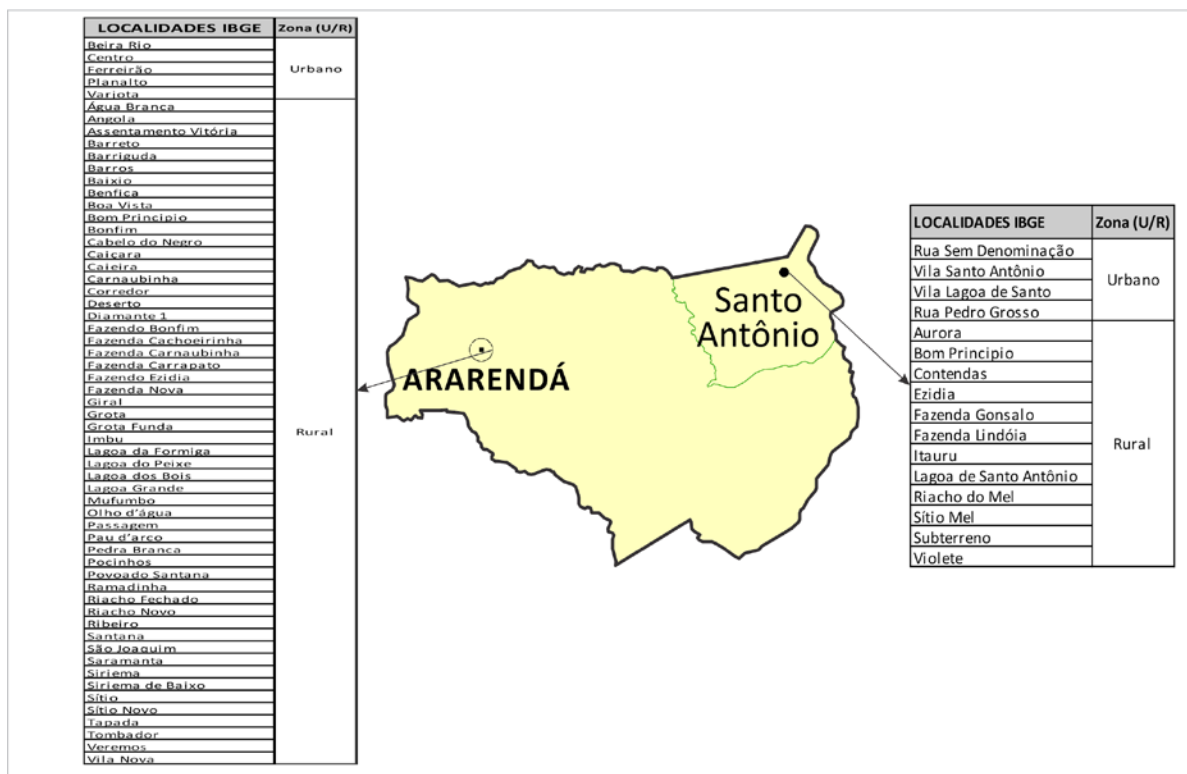 LOCALIDADES IBGE Zona (U/R)
Beira Rio
Centro
Ferreirão
Urbano
Planalto
Varjota
Água Branca
Angola
Assentamento Vitória
Barreto
Barriguda
Barros
Baixio
Benfica
Boa Vista
Bom Principio
Bonfim
Cabelo do Negro
Caiçara
Caieira
Carnaubinha
Corredor
Deserto
Diamante 1
Fazendo Bonfim
Fazenda Cachoeirinha
Fazenda Carnaubinha
Fazenda Carrapato
Fazendo Ezidia
Fazenda Nova
Giral
Grota
Grota Funda
Rural
Imbu
Lagoa da Formiga
Lagoa do Peixe
Lagoa dos Bois
Lagoa Grande
Mufumbo
Olho d'água
Passagem
Pau d'arco
Pedra Branca
Pocinhos
Povoado Santana
Ramadinha
Riacho Fechado
Riacho Novo
Ribeiro
Santana
São Joaquim
Saramanta
Siriema
Siriema de Baixo
Sítio
Sítio Novo
Tapada
Tombador
Veremos
Vila Nova
ARARENDÁ
Santo
Antônio
LOCALIDADES IBGE Zona (U/R)
Rua Sem Denominação
Vila Santo Antônio
Urbano
Vila Lagoa de Santo
Rua Pedro Grosso
Aurora
Bom Principio
Contendas
Ezidia
Fazenda Gonsalo
Fazenda Lindóia
Rural
Itauru
Lagoa de Santo Antônio
Riacho do Mel
Sítio Mel
Subterreno
Violete